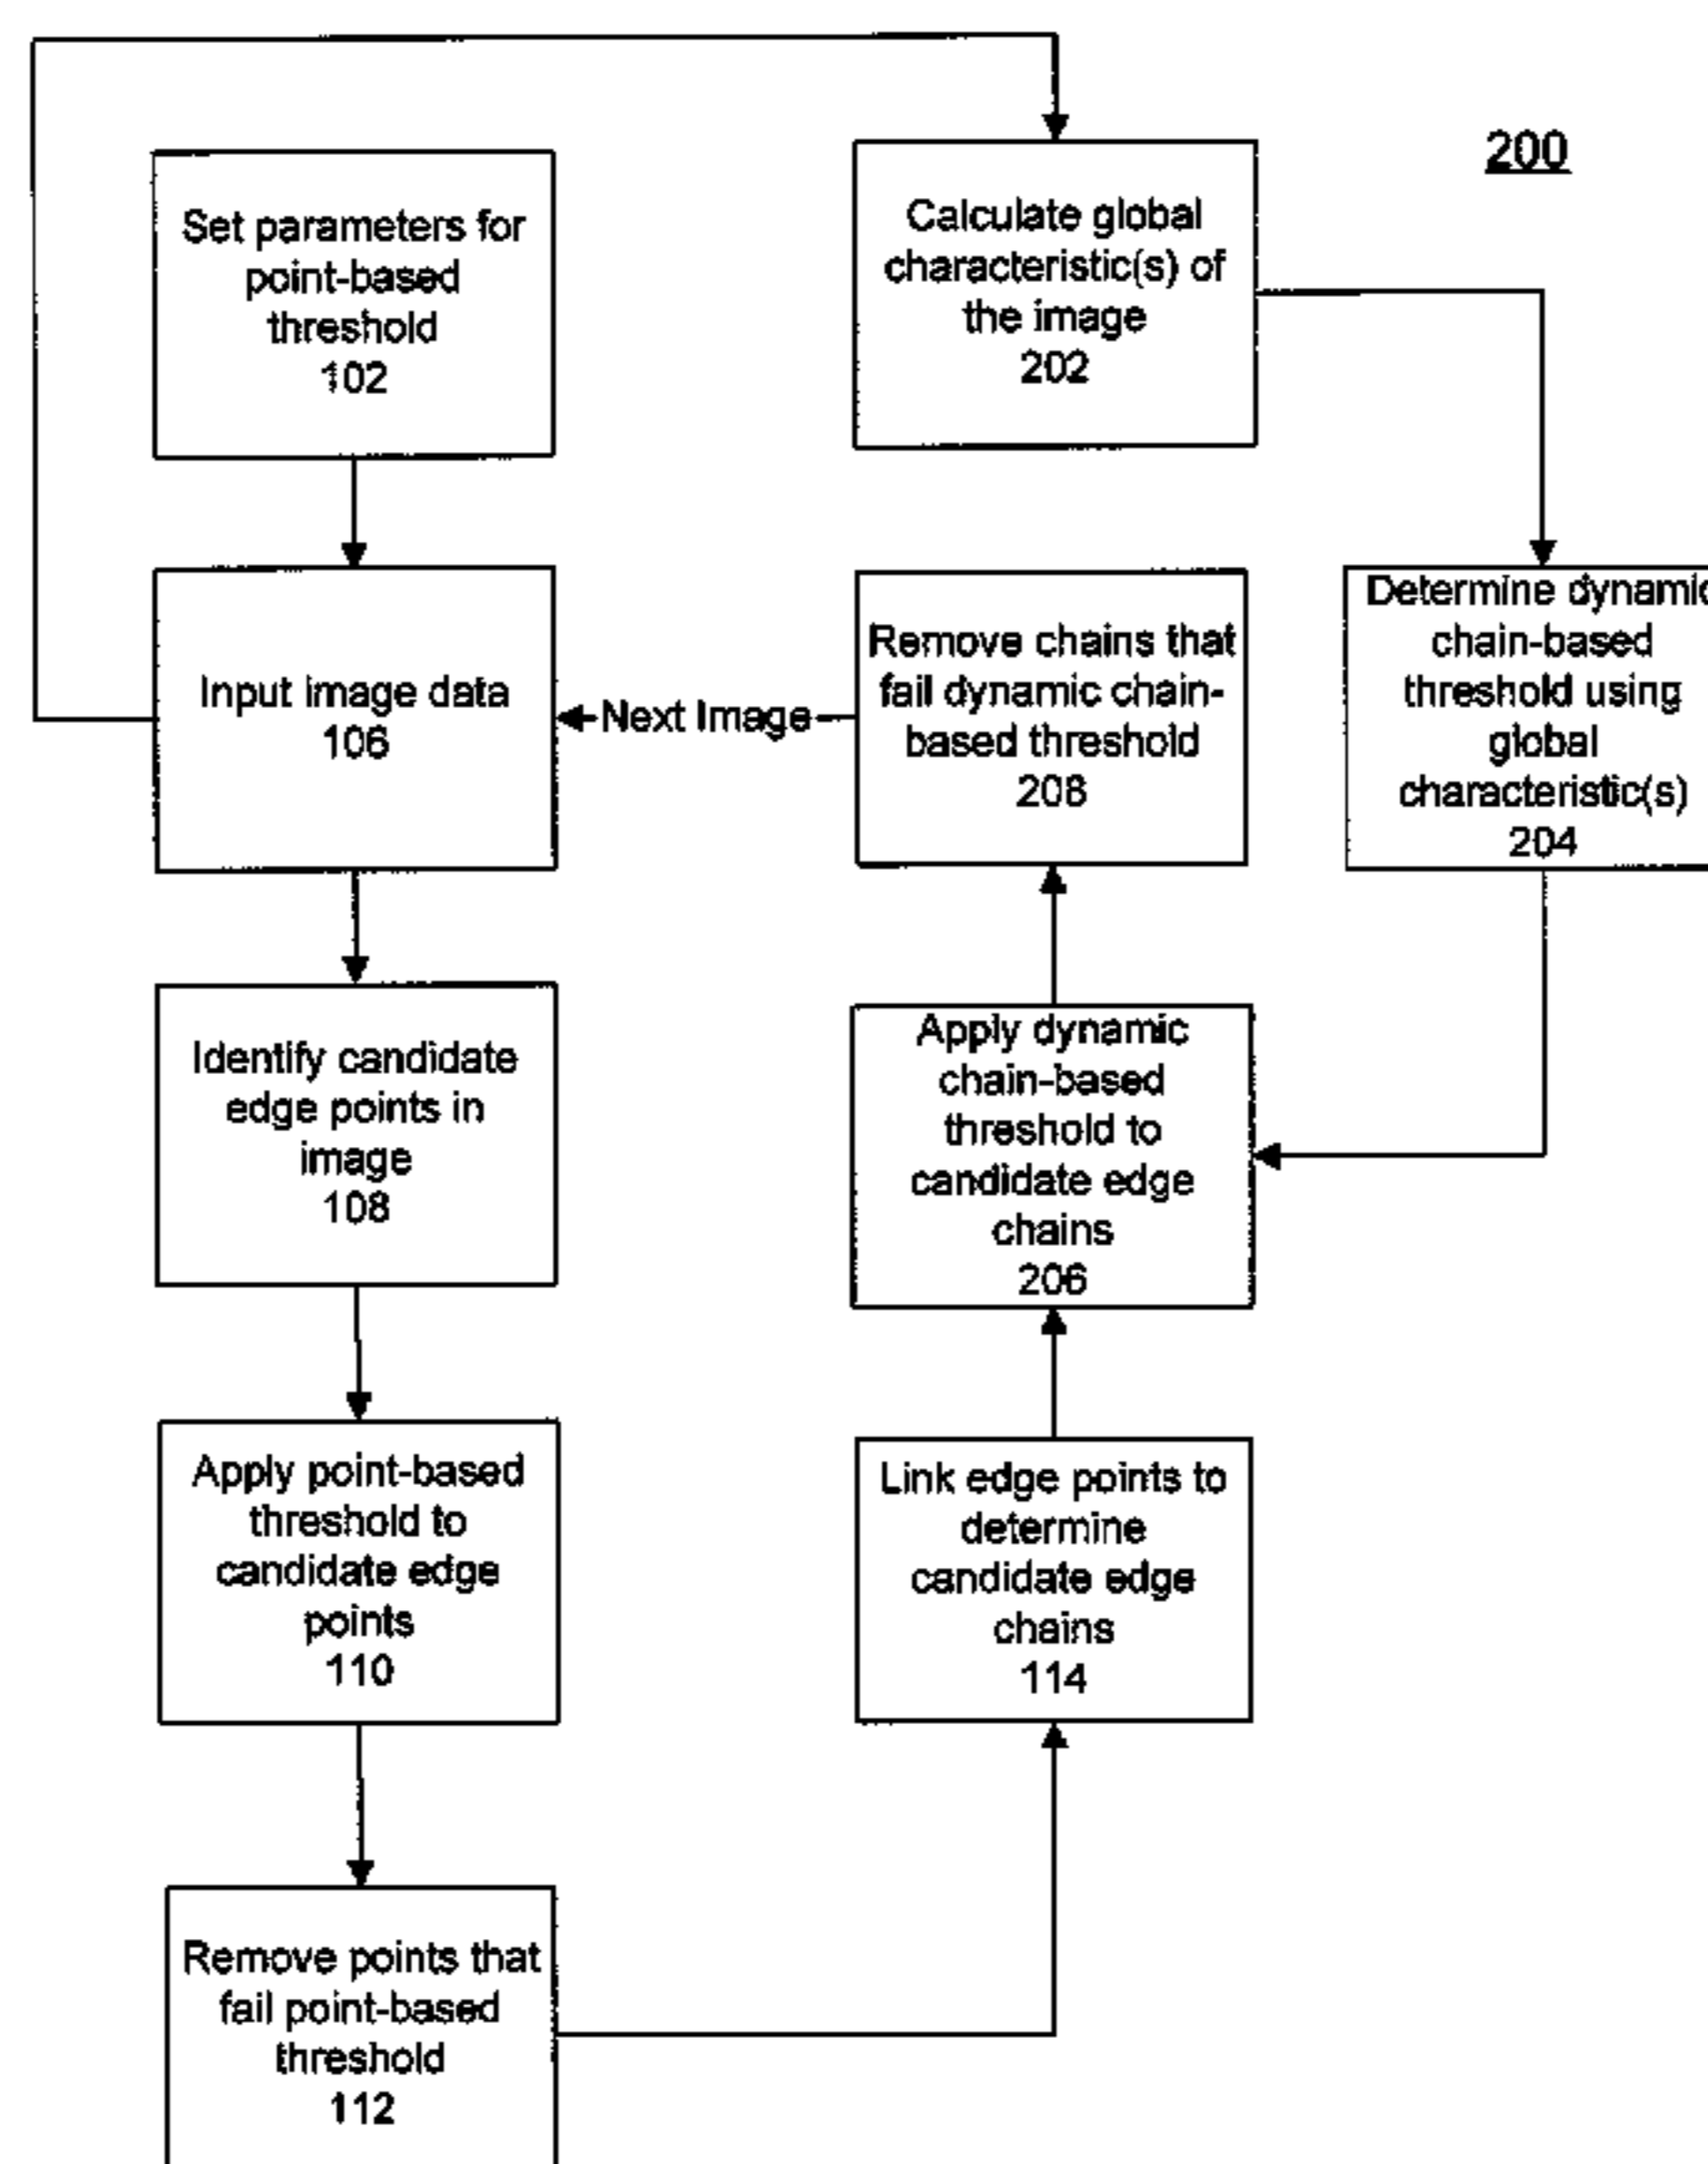 200
Set parameters for
point-based
threshold
102
Calculate global
characteristic(s) of
the image
202
Input image data
106
Next Image
Remove chains that
fail dynamic chain-
based threshold
208
Determine dynamic
chain-based
threshold using
global
characteristic(s)
204
Identify candidate
edge points in
image
108
Apply dynamic
chain-based
threshold to
candidate edge
chains
206
Apply point-based
threshold to
candidate edge
points
110
Link edge points to
determine
candidate edge
chains
114
Remove points that
fail point-based
threshold
112